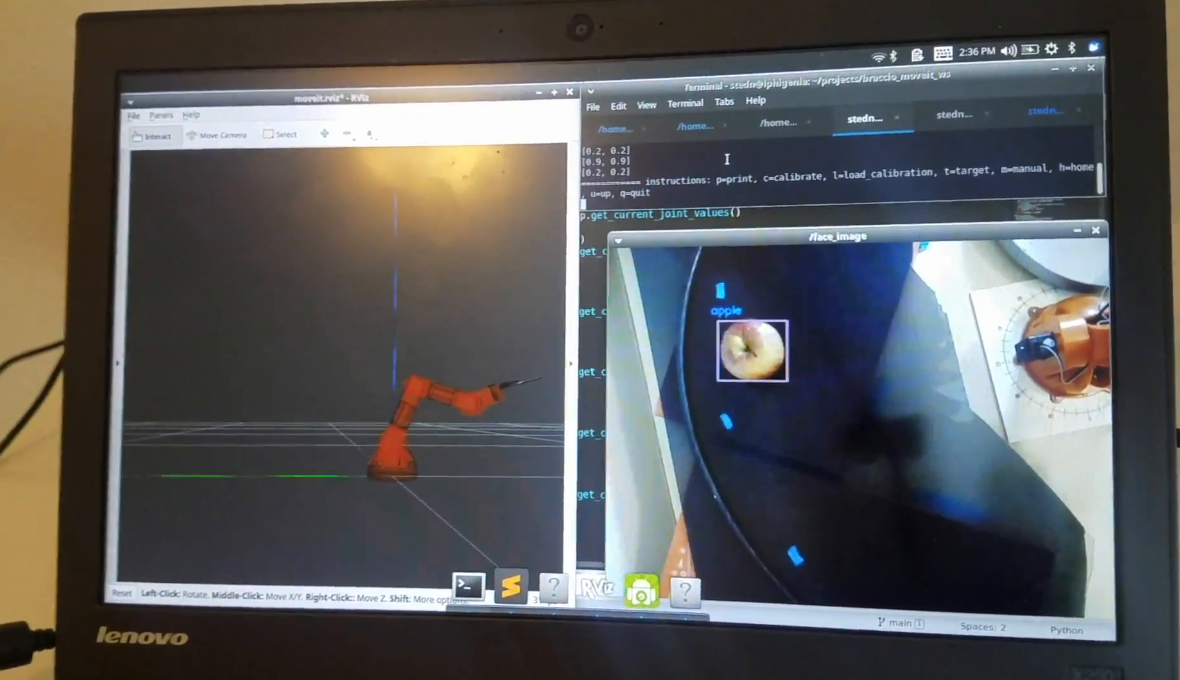 2:36 PM
moveit.rviz* - RViz
File Panels Help
Interact Move Camera Select
Terminal - stedn@iphigenia: ~/projects/braccio_moveit_ws
File Edit View Terminal Tabs Help
/home... /home... /home... stedn... stedn... stedn...
[0.2, 0.2]
[0.9, 0.9]
[0.2, 0.2]
=========== instructions: p=print, c=calibrate, l=load_calibration, t=target, m=manual, h=home
, u=up, q=quit
p.get_current_joint_values()
)
get_c
get_c
get_c
get_c
get_c
/face_image
apple
Reset Left-Click: Rotate. Middle-Click: Move X/Y. Right-Click:: Move Z. Shift: More
RViz
main 1 Spaces: 2 Python
lenovo